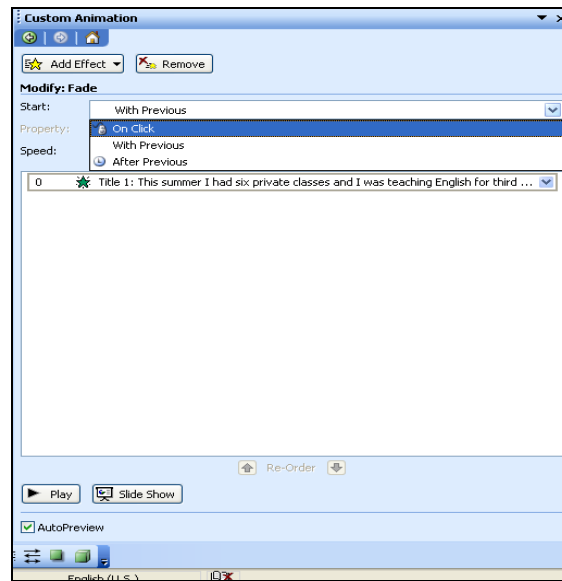 Custom Animation
Add Effect Remove
Modify: Fade
Start: With Previous
Property: On Click
With Previous
Speed: After Previous
0 Title 1: This summer I had six private classes and I was teaching English for third ...
Re-Order
Play Slide Show
AutoPreview
English (U.S.)